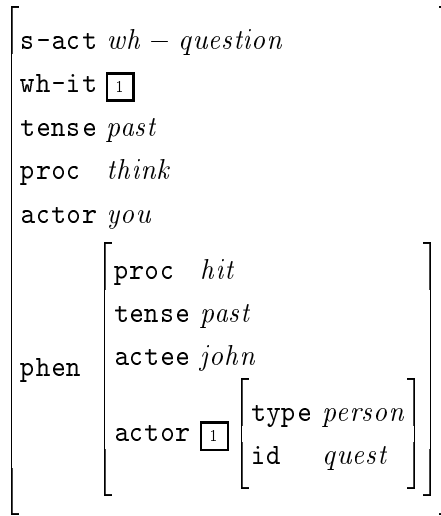 s-act wh – question
wh-it 1
tense past
proc think
actor you
proc hit
tense past
actee john
phen
type person
actor 1
id quest